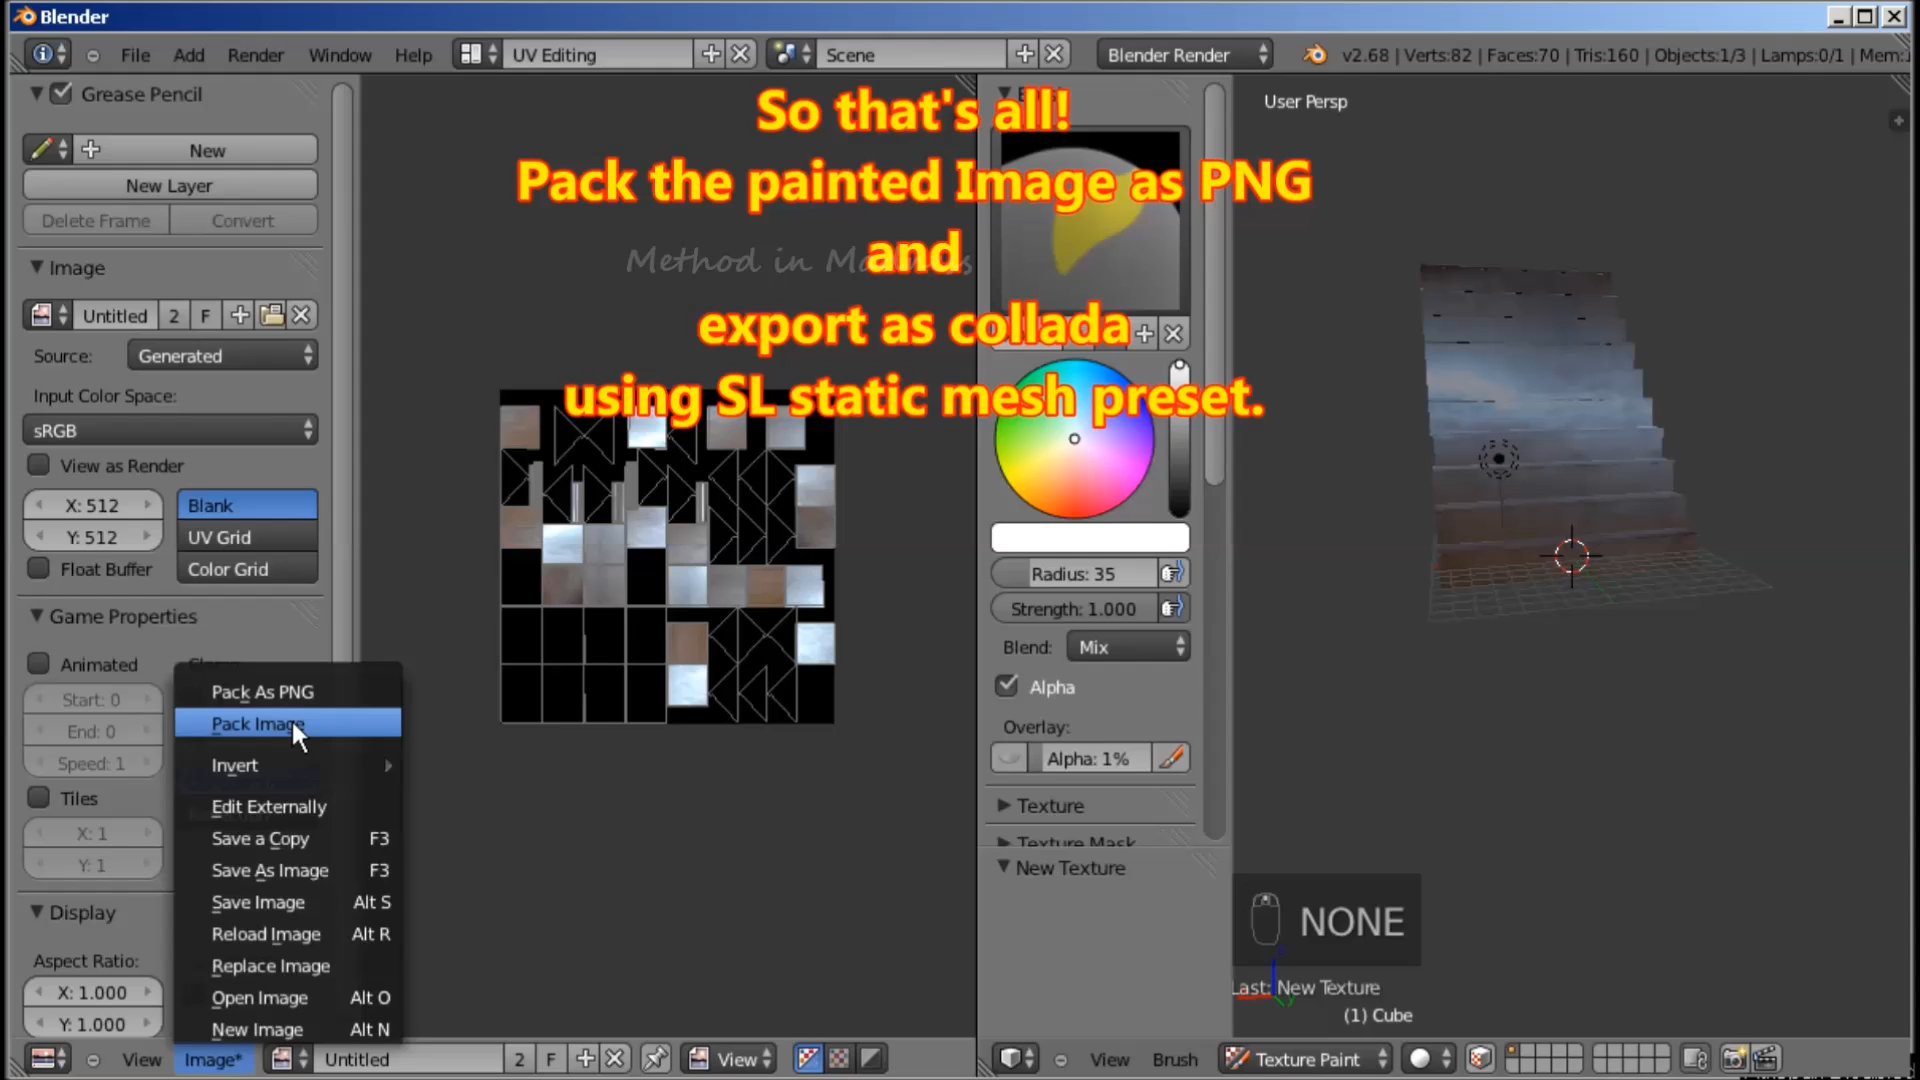 Blender
File Add Render Window Help UV Editing Scene Blender Render v2.68 | Verts:82 | Faces:70 | Tris:160 | Objects:1/3 | Lamps:0/1 | Mem:
Grease Pencil
New
New Layer
Delete Frame Convert
Image
Untitled 2 F
Source: Generated
Input Color Space:
sRGB
View as Render
X: 512 Blank
Y: 512 UV Grid
Float Buffer Color Grid
Game Properties
Animated
Start: 0
End: 0
Speed: 1
Tiles
X: 1
Y: 1
Display
Aspect Ratio:
X: 1.000
Y: 1.000
Pack As PNG
Pack Image
Invert
Edit Externally
Save a Copy F3
Save As Image F3
Save Image Alt S
Reload Image Alt R
Replace Image
Open Image Alt O
New Image Alt N
View Image* Untitled 2 F View
So that's all!
Pack the painted Image as PNG
and
export as collada
using SL static mesh preset.
Method in
Radius: 35
Strength: 1.000
Blend: Mix
Alpha
Overlay:
Alpha: 1%
Texture
Texture Mask
New Texture
User Persp
NONE
Last: New Texture
(1) Cube
View Brush Texture Paint